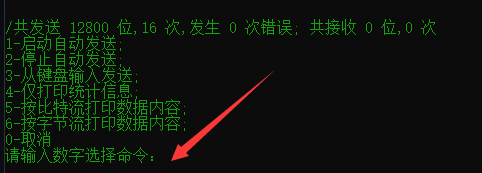 /共发送 12800 位,16 次,发生 0 次错误; 共接收 0 位,0 次
1-启动自动发送;
2-停止自动发送;
3-从键盘输入发送;
4-仅打印统计信息;
5-按比特流打印数据内容;
6-按字节流打印数据内容;
0-取消
请输入数字选择命令: